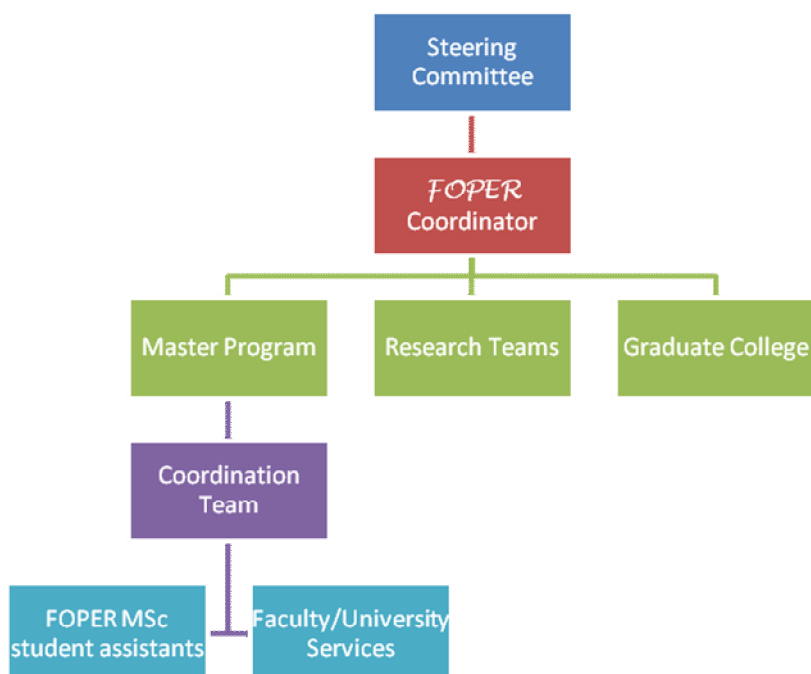 Steering
Committee
FOPER
Coordinator
Master Program
Research Teams
Graduate College
Coordination
Team
FOPER MSc
student assistants
Faculty/University
Services